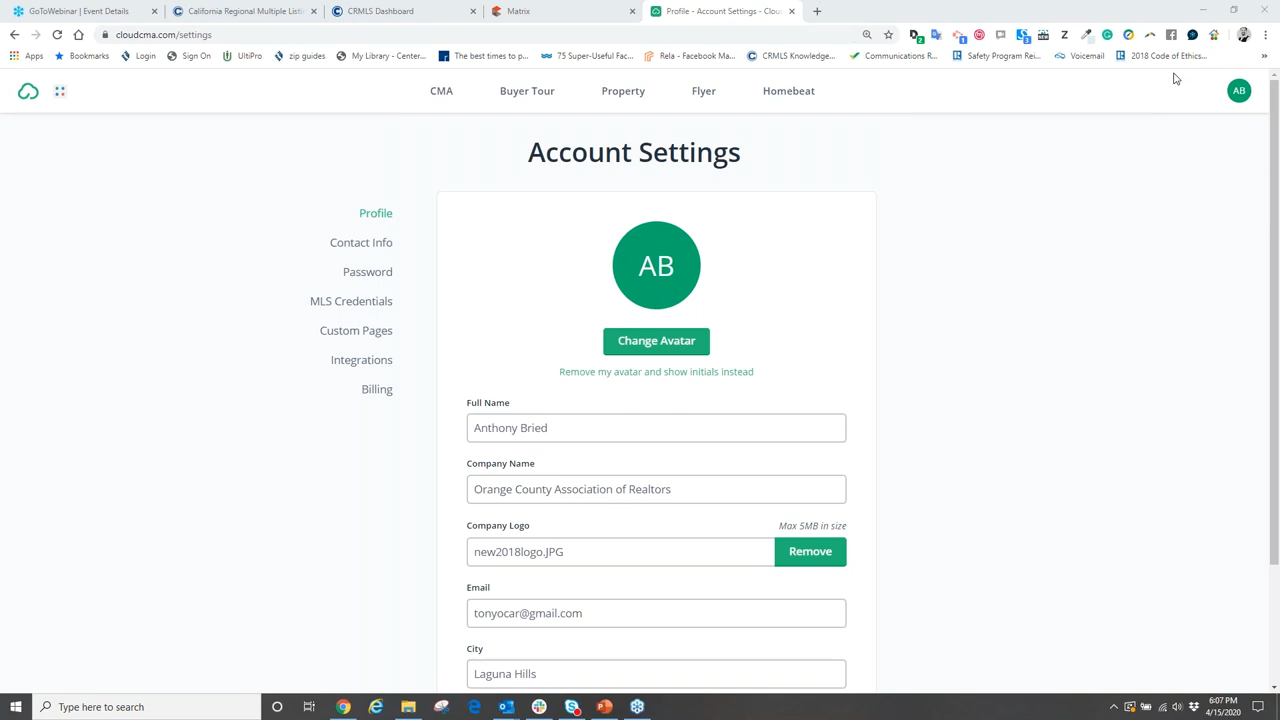 GoToWebinar | Event Details
California Regional Multiple Listi
CRMLS Dashboard
Matrix
Profile - Account Settings - Clou
cloudcma.com/settings
Apps
Bookmarks
Login
Sign On
UtiliFi
zip guides
My Library - Center...
The best times to p...
75 Super-Useful Fac...
Rela - Facebook Ma...
CRMLS Knowledge...
Communications R...
Safety Program Rei...
Voicemail
2018 Code of Ethics...
CMA
Buyer Tour
Property
Flyer
Homebeat
AB
Account Settings
Profile
Contact Info
Password
MLS Credentials
Custom Pages
Integrations
Billing
AB
Change Avatar
Remove my avatar and show initials instead
Full Name
Anthony Bried
Company Name
Orange County Association of Realtors
Company Logo
Max 5MB in size
new2018logo.JPG
Remove
Email
tonyocar@gmail.com
City
Laguna Hills
Type here to search
6:07 PM
4/15/2020